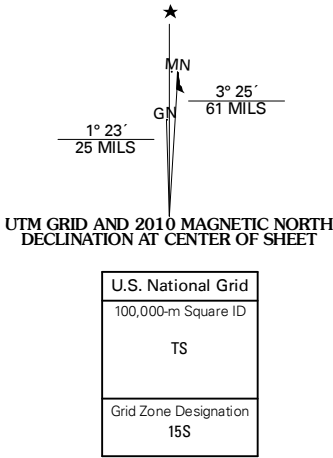 MN
3° 25´
61 MILS
GN
1° 23´
25 MILS
UTM GRID AND 2010 MAGNETIC NORTH
DECLINATION AT CENTER OF SHEET
U.S. National Grid
100,000-m Square ID
TS
Grid Zone Designation
15S